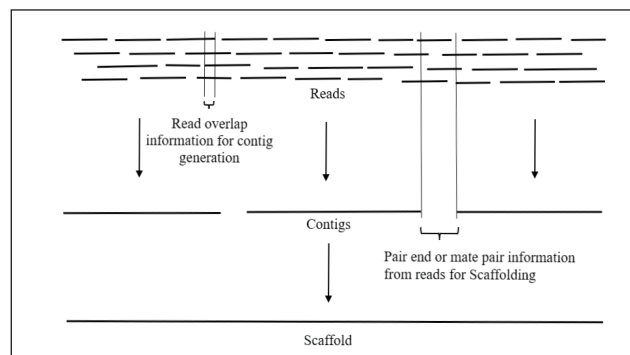 Reads
Read overlap
information for contig
generation
Contigs
Pair end or mate pair information
from reads for Scaffolding
Scaffold